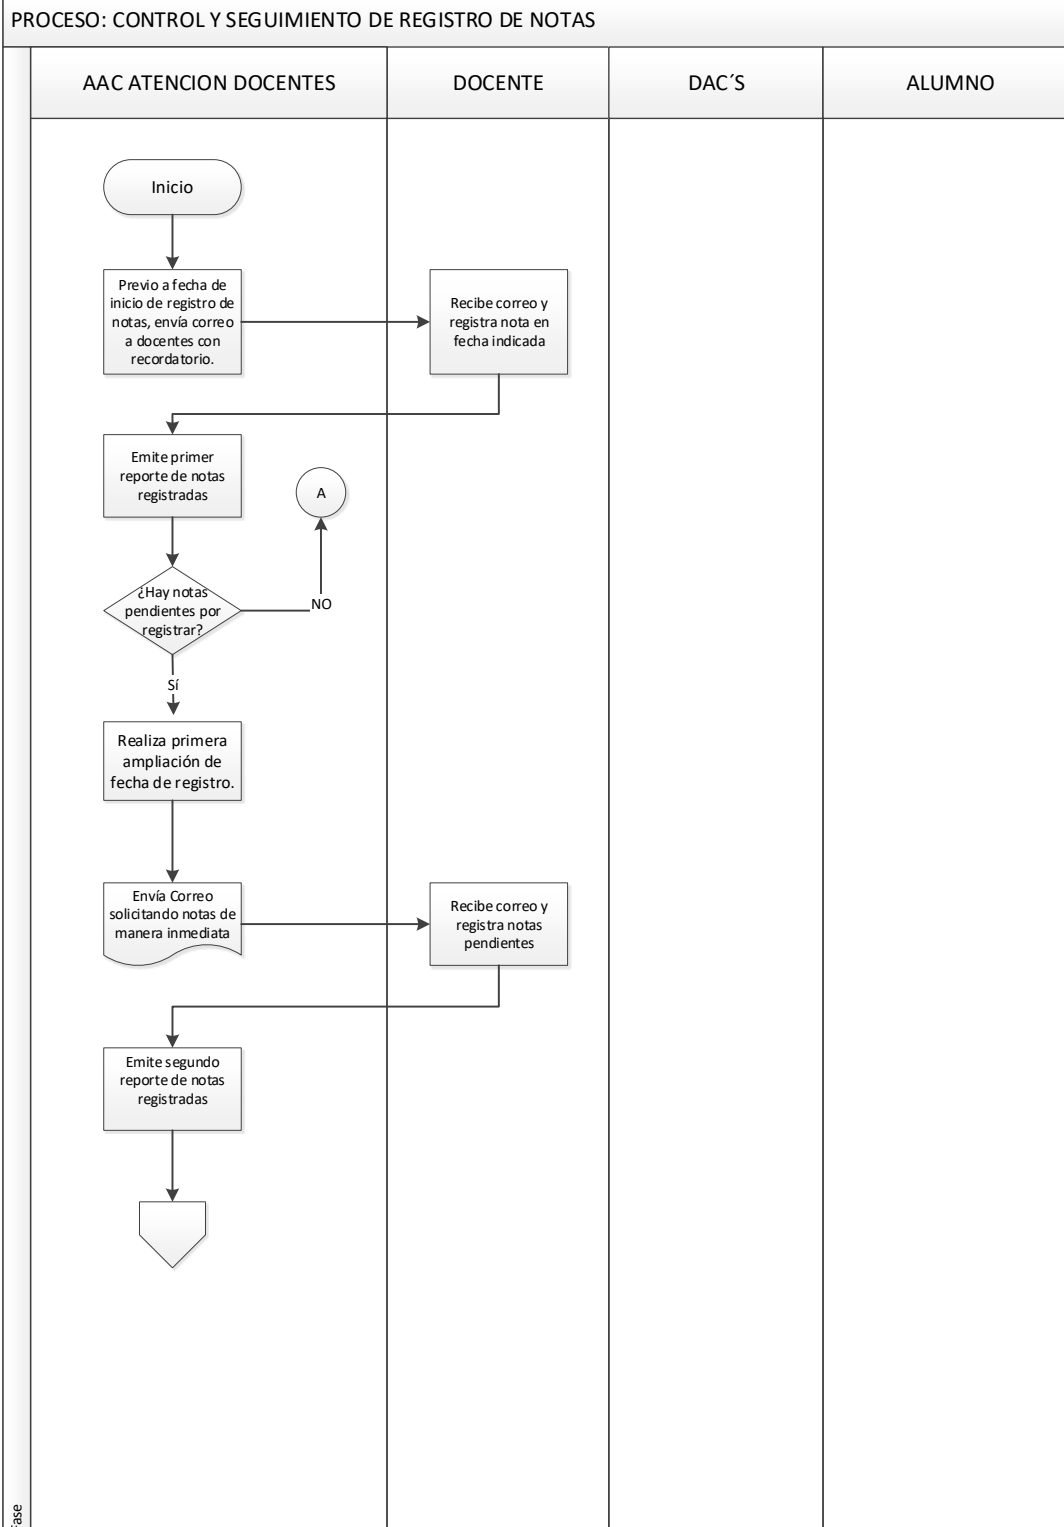 PROCESO: CONTROL Y SEGUIMIENTO DE REGISTRO DE NOTAS
AAC ATENCION DOCENTES
DOCENTE
DAC´S
ALUMNO
Inicio
Previo a fecha de
inicio de registro de
notas, envía correo
a docentes con
recordatorio.
Recibe correo y
registra nota en
fecha indicada
Emite primer
reporte de notas
registradas
A
¿Hay notas
pendientes por
registrar?
NO
Sí
Realiza primera
ampliación de
fecha de registro.
Envía Correo
solicitando notas de
manera inmediata
Recibe correo y
registra notas
pendientes
Emite segundo
reporte de notas
registradas
Fase